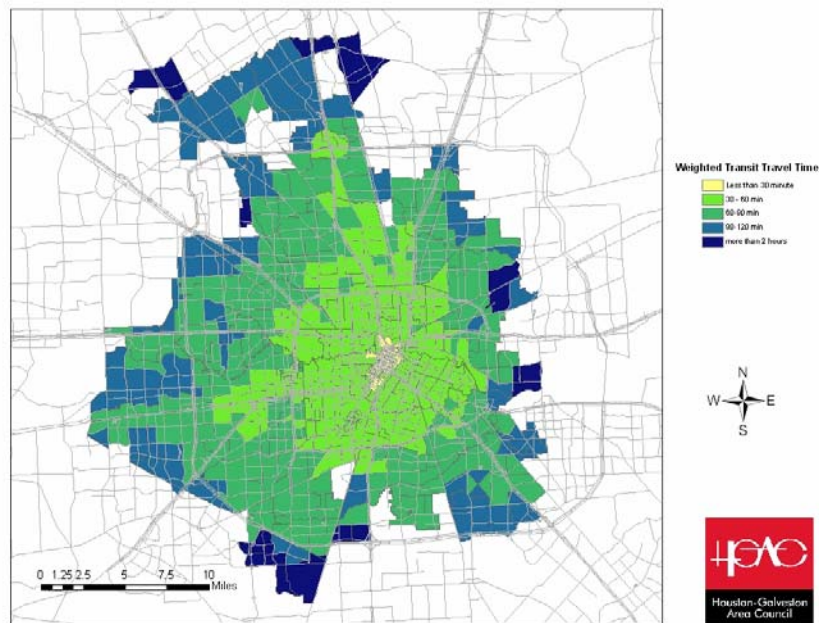 Weighted Transit Travel Time
Less than 30 minute
30 - 60 min
60-90 min
90-120 min
more than 2 hours
N
W E
S
0 1.25 2.5 5 7.5 10
Miles
HGAC
Houston-Galveston
Area Council